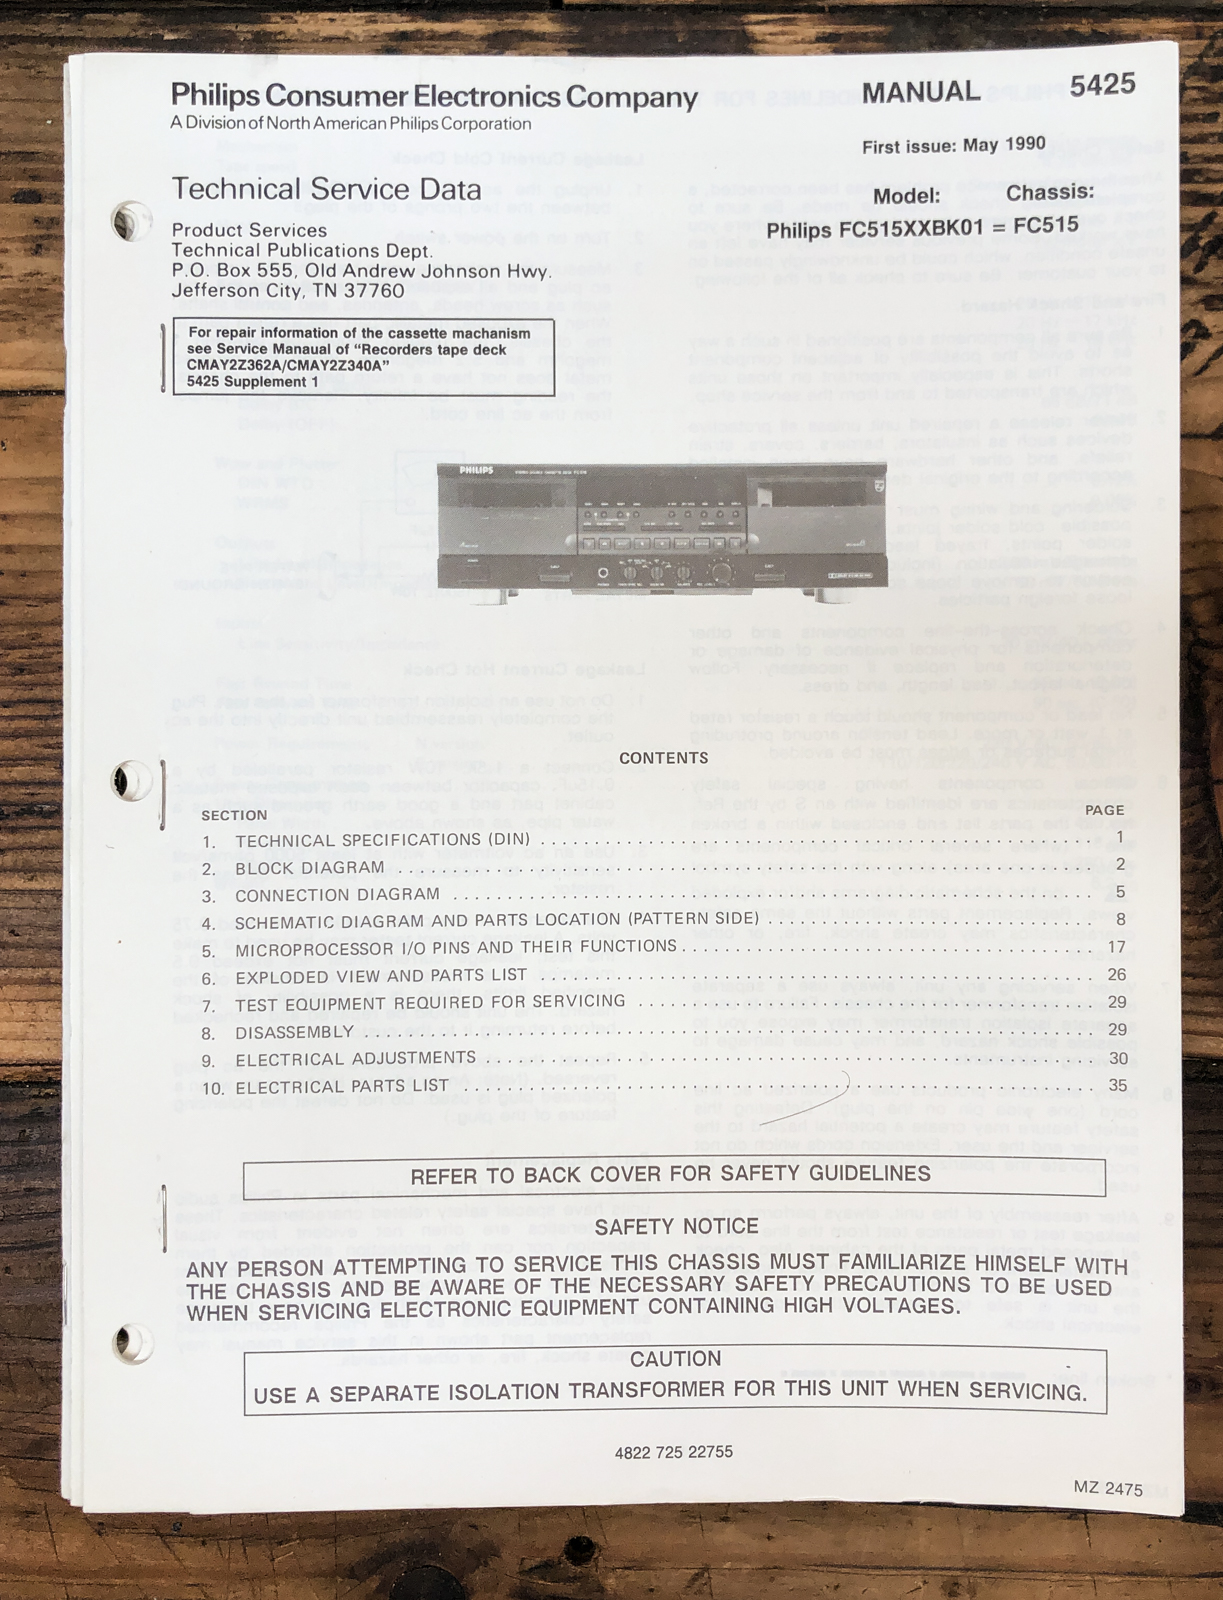 Philips Consumer Electronics Company
A Division of North American Philips Corporation
MANUAL 5425
First issue: May 1990
Technical Service Data
Model: Chassis:
Philips FC515XXBK01 = FC515
Product Services
Technical Publications Dept.
P.O. Box 555, Old Andrew Johnson Hwy.
Jefferson City, TN 37760
For repair information of the cassette machanism
see Service Manaual of “Recorders tape deck
CMAY2Z362A/CMAY2Z340A”
5425 Supplement 1
PHILIPS
CONTENTS
SECTION PAGE
1. TECHNICAL SPECIFICATIONS (DIN) 1
2. BLOCK DIAGRAM 2
3. CONNECTION DIAGRAM 5
4. SCHEMATIC DIAGRAM AND PARTS LOCATION (PATTERN SIDE) 8
5. MICROPROCESSOR I/O PINS AND THEIR FUNCTIONS 17
6. EXPLODED VIEW AND PARTS LIST 26
7. TEST EQUIPMENT REQUIRED FOR SERVICING 29
8. DISASSEMBLY 29
9. ELECTRICAL ADJUSTMENTS 30
10. ELECTRICAL PARTS LIST 35
REFER TO BACK COVER FOR SAFETY GUIDELINES
SAFETY NOTICE
ANY PERSON ATTEMPTING TO SERVICE THIS CHASSIS MUST FAMILIARIZE HIMSELF WITH
THE CHASSIS AND BE AWARE OF THE NECESSARY SAFETY PRECAUTIONS TO BE USED
WHEN SERVICING ELECTRONIC EQUIPMENT CONTAINING HIGH VOLTAGES.
CAUTION
USE A SEPARATE ISOLATION TRANSFORMER FOR THIS UNIT WHEN SERVICING.
4822 725 22755
MZ 2475